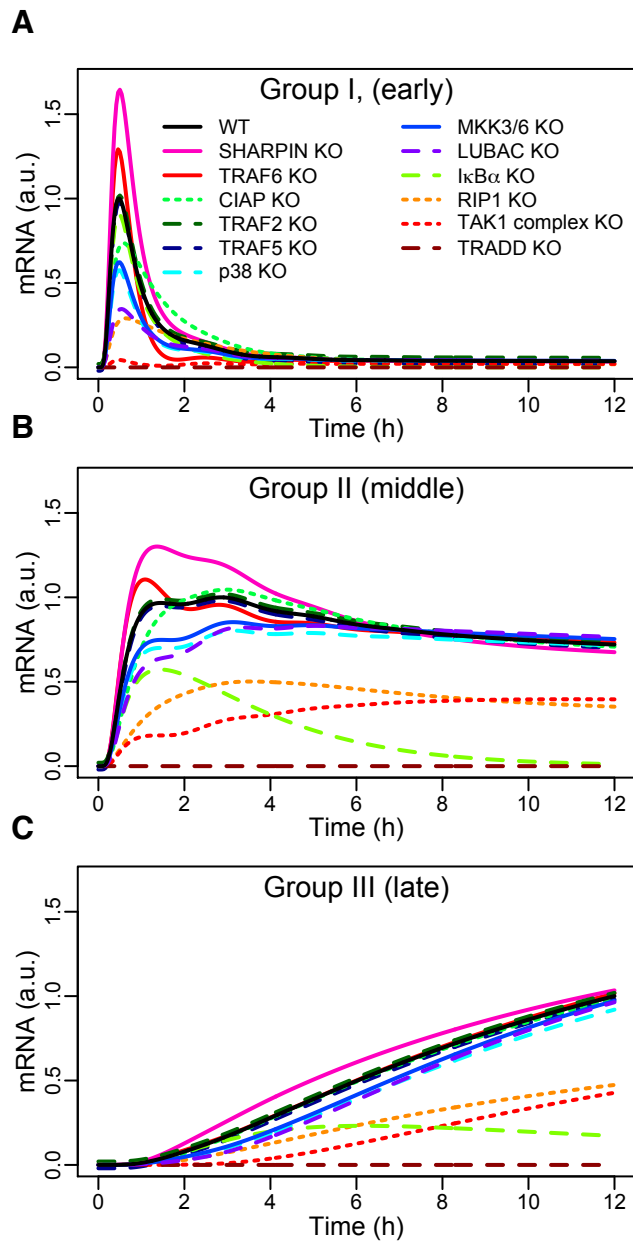 A
Group I, (early)
WT
SHARPIN KO
TRAF6 KO
CIAP KO
TRAF2 KO
TRAF5 KO
p38 KO
MKK3/6 KO
LUBAC KO
IκBα KO
RIP1 KO
TAK1 complex KO
TRADD KO
mRNA (a.u.)
0.0 0.5 1.0 1.5
0 2 4 6 8 10 12
Time (h)
B
Group II (middle)
mRNA (a.u.)
0.0 0.5 1.0 1.5
0 2 4 6 8 10 12
Time (h)
C
Group III (late)
mRNA (a.u.)
0.0 0.5 1.0 1.5
0 2 4 6 8 10 12
Time (h)